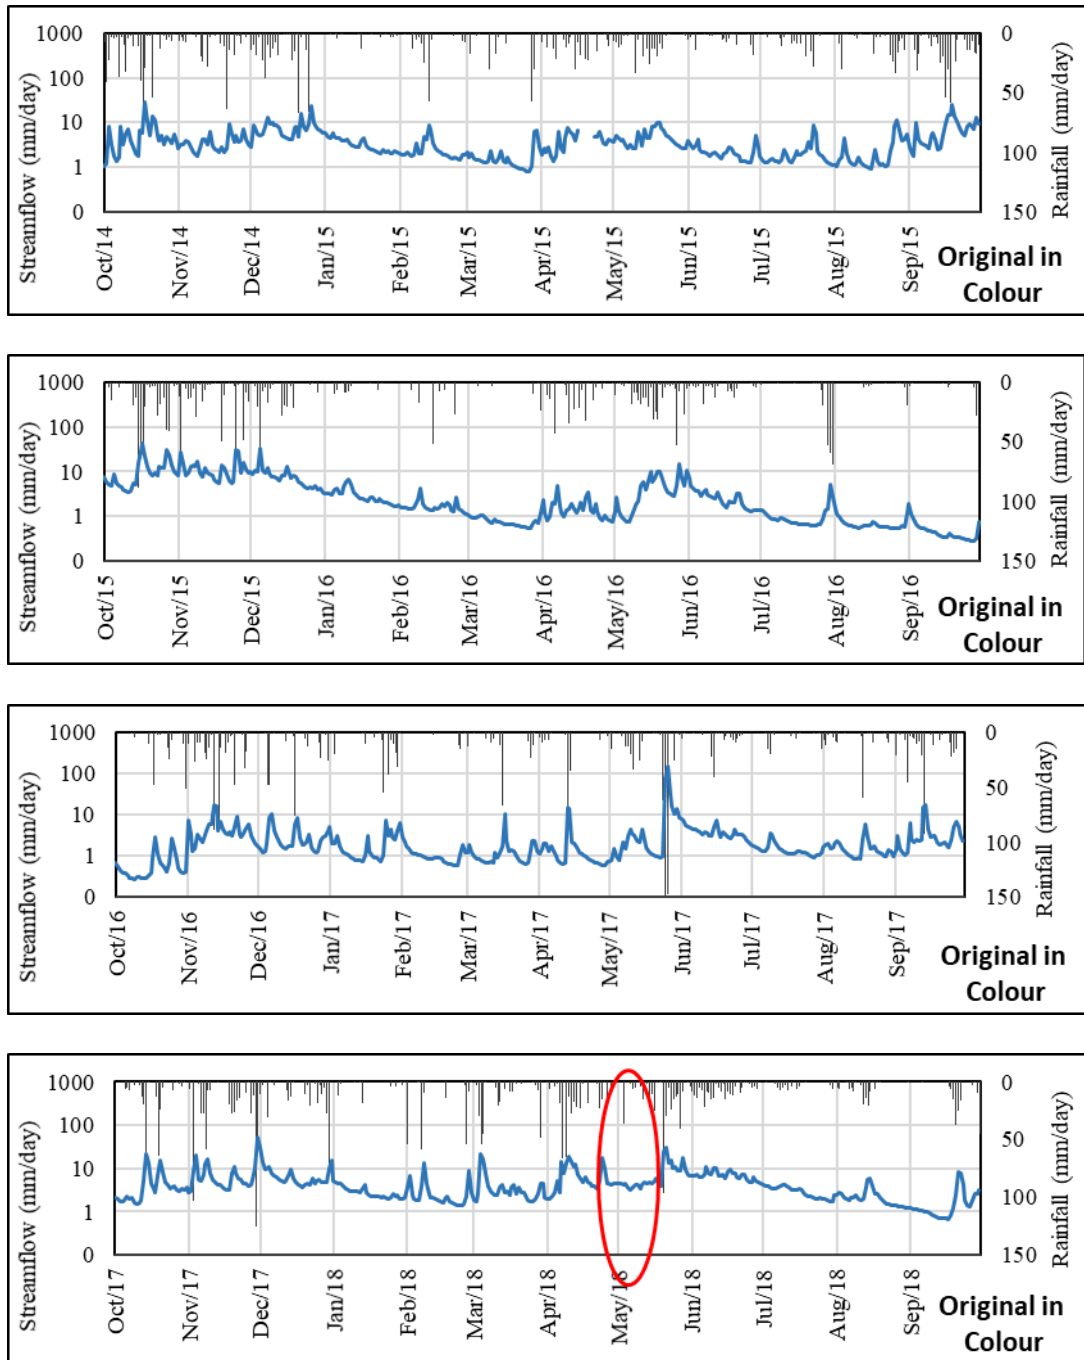 Streamflow (mm/day)
1000
100
10
1
0
0
50
100
150
Rainfall (mm/day)
Oct/14
Nov/14
Dec/14
Jan/15
Feb/15
Mar/15
Apr/15
May/15
Jun/15
Jul/15
Aug/15
Sep/15
Original in
Colour
Streamflow (mm/day)
1000
100
10
1
0
0
50
100
150
Rainfall (mm/day)
Oct/15
Nov/15
Dec/15
Jan/16
Feb/16
Mar/16
Apr/16
May/16
Jun/16
Jul/16
Aug/16
Sep/16
Original in
Colour
Streamflow (mm/day)
1000
100
10
1
0
0
50
100
150
Rainfall (mm/day)
Oct/16
Nov/16
Dec/16
Jan/17
Feb/17
Mar/17
Apr/17
May/17
Jun/17
Jul/17
Aug/17
Sep/17
Original in
Colour
Streamflow (mm/day)
1000
100
10
1
0
0
50
100
150
Rainfall (mm/day)
Oct/17
Nov/17
Dec/17
Jan/18
Feb/18
Mar/18
Apr/18
May/18
Jun/18
Jul/18
Aug/18
Sep/18
Original in
Colour